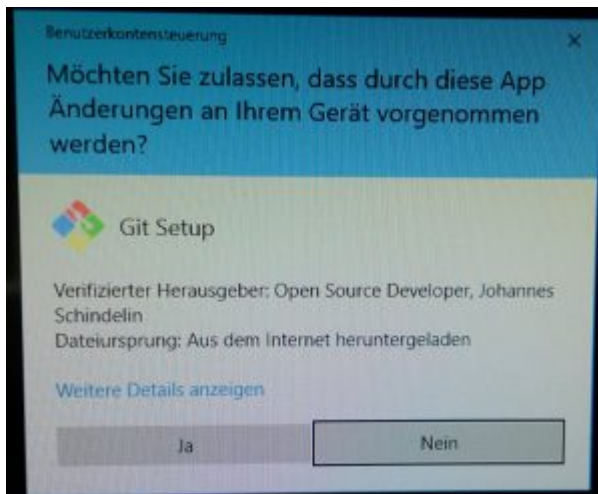 Benutzerkontensteuerung
Möchten Sie zulassen, dass durch diese App
Änderungen an Ihrem Gerät vorgenommen
werden?
Git Setup
Verifizierter Herausgeber: Open Source Developer, Johannes
Schindelin
Dateiursprung: Aus dem Internet heruntergeladen
Weitere Details anzeigen
Ja
Nein